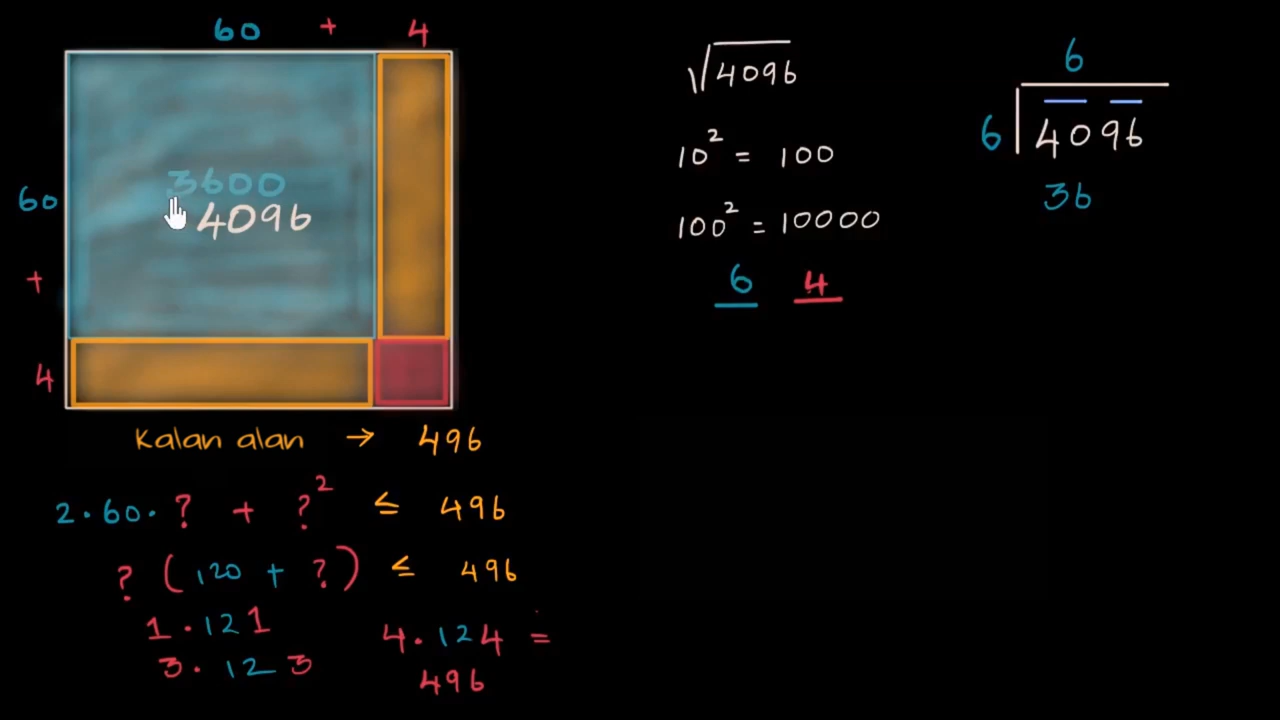 60 + 4
60
+
4
3600
4096
Kalan alan → 496
2·60·? + ?² ≤ 496
? (120 + ?) ≤ 496
1·121
3·123
4·124 =
496
√4096
10² = 100
100² = 10000
6 4
6
6 4096
36